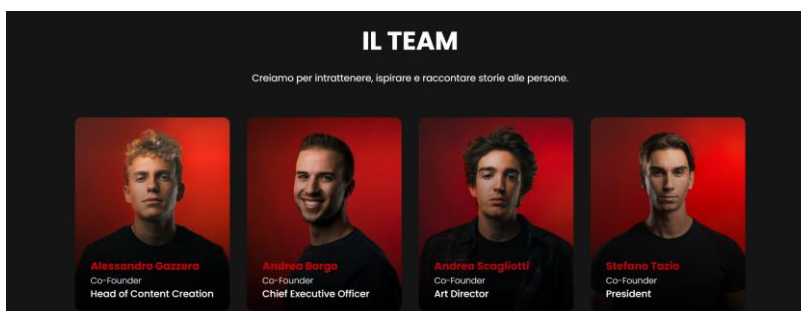 IL TEAM
Creiamo per intrattenere, ispirare e raccontare storie alle persone.
Alessandro Gazzera
Co-Founder
Head of Content Creation
Andrea Borgo
Co-Founder
Chief Executive Officer
Andrea Scagliotti
Co-Founder
Art Director
Stefano Tazio
Co-Founder
President